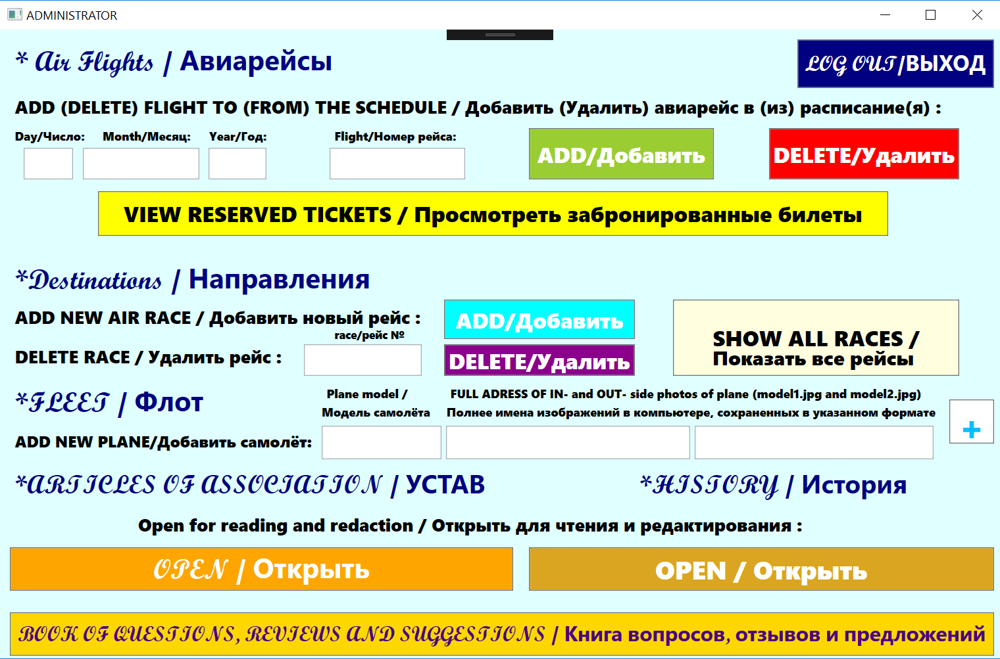 ADMINISTRATOR
* Air Flights / Авиарейсы
LOG OUT/ВЫХОД
ADD (DELETE) FLIGHT TO (FROM) THE SCHEDULE / Добавить (Удалить) авиарейс в (из) расписание(я) :
Day/Число: Month/Месяц: Year/Год: Flight/Номер рейса:
ADD/Добавить DELETE/Удалить
VIEW RESERVED TICKETS / Просмотреть забронированные билеты
*Destinations / Направления
ADD NEW AIR RACE / Добавить новый рейс :
ADD/Добавить
race/рейс №
DELETE RACE / Удалить рейс :
DELETE/Удалить
SHOW ALL RACES /
Показать все рейсы
*FLEET / Флот
Plane model /
Модель самолёта
FULL ADRESS OF IN- and OUT- side photos of plane (model1.jpg and model2.jpg)
Полнее имена изображений в компьютере, сохраненных в указанном формате
+
ADD NEW PLANE/Добавить самолёт:
*ARTICLES OF ASSOCIATION / УСТАВ
*HISTORY / История
Open for reading and redaction / Открыть для чтения и редактирования :
OPEN / Открыть
OPEN / Открыть
BOOK OF QUESTIONS, REVIEWS AND SUGGESTIONS / Книга вопросов, отзывов и предложений